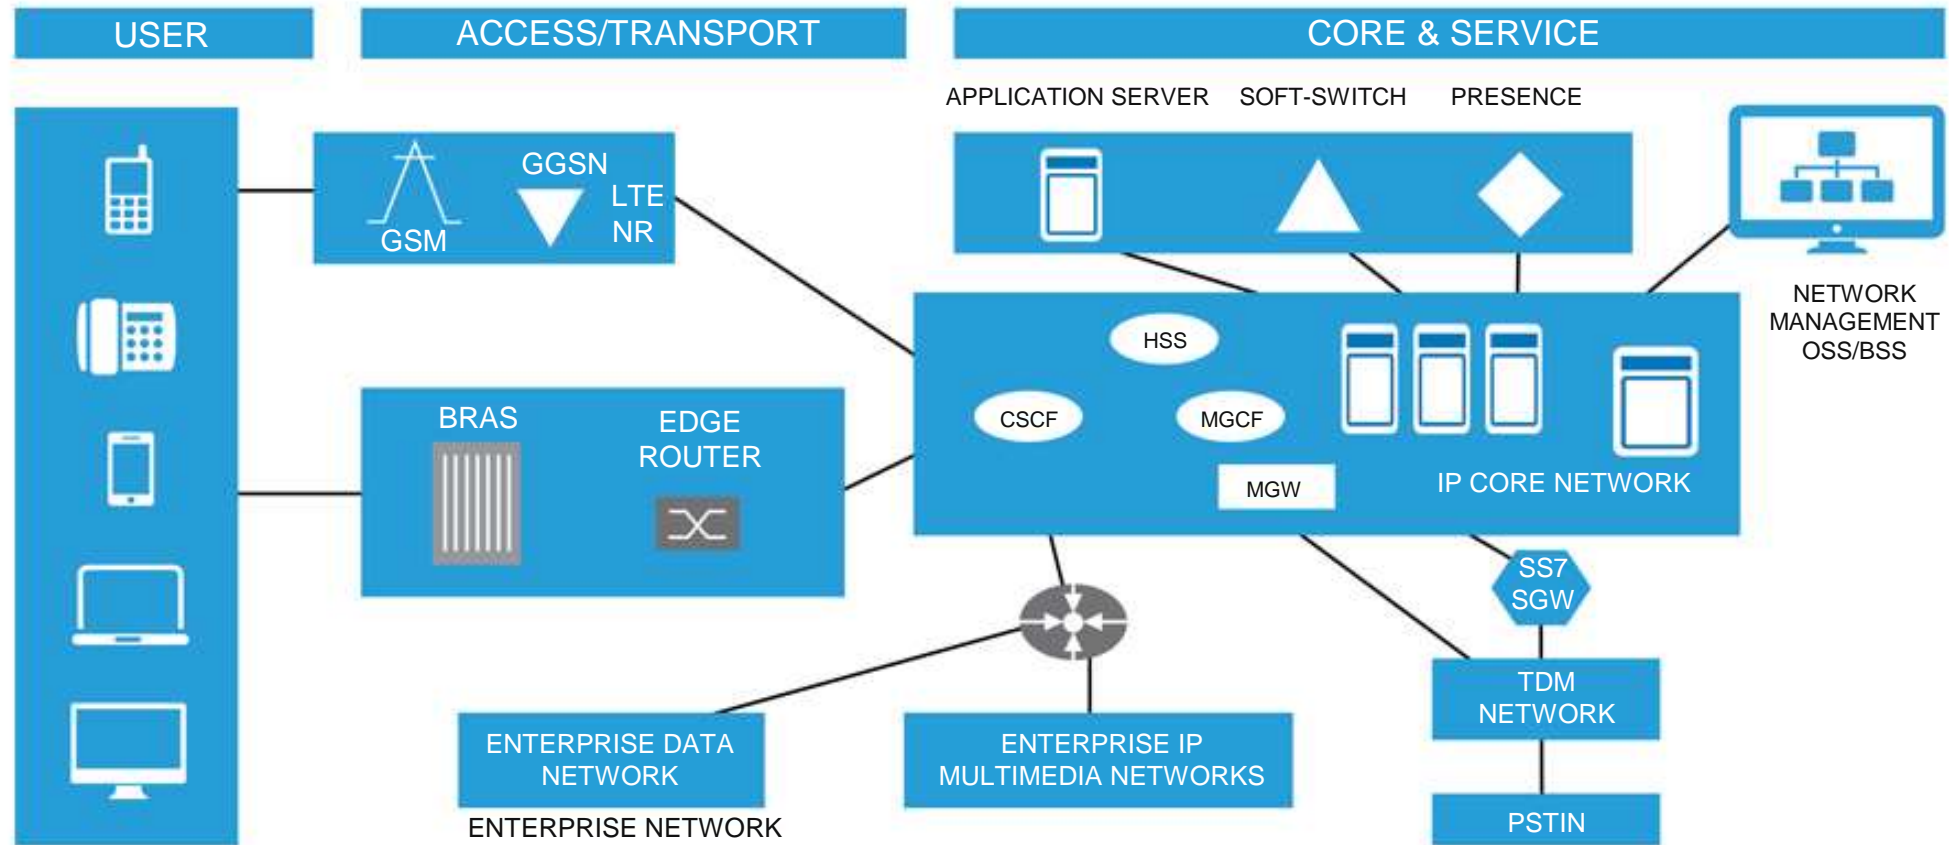 USER
ACCESS/TRANSPORT
CORE & SERVICE
APPLICATION SERVER
SOFT-SWITCH
PRESENCE
GGSN
LTE
NR
GSM
NETWORK
MANAGEMENT
OSS/BSS
HSS
CSCF
MGCF
MGW
IP CORE NETWORK
BRAS
EDGE
ROUTER
SS7
SGW
TDM
NETWORK
ENTERPRISE DATA
NETWORK
ENTERPRISE NETWORK
ENTERPRISE IP
MULTIMEDIA NETWORKS
PSTIN